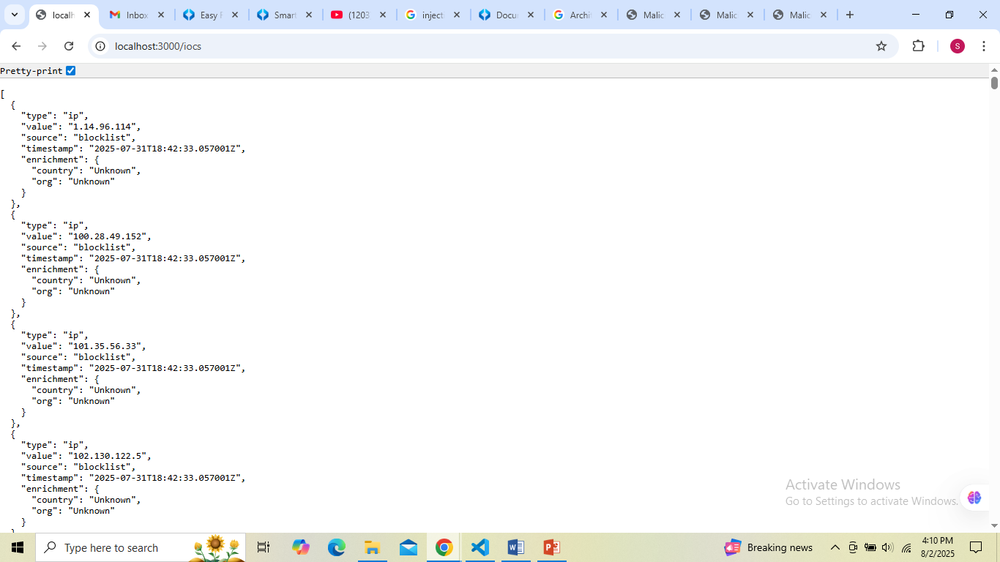 localh
Inbox
Easy F
Smart
(1203
inject
Docu
Archi
Malic
Malic
Malic
localhost:3000/iocs
S
Pretty-print
[
  {
    "type": "ip",
    "value": "1.14.96.114",
    "source": "blocklist",
    "timestamp": "2025-07-31T18:42:33.057001Z",
    "enrichment": {
      "country": "Unknown",
      "org": "Unknown"
    }
  },
  {
    "type": "ip",
    "value": "100.28.49.152",
    "source": "blocklist",
    "timestamp": "2025-07-31T18:42:33.057001Z",
    "enrichment": {
      "country": "Unknown",
      "org": "Unknown"
    }
  },
  {
    "type": "ip",
    "value": "101.35.56.33",
    "source": "blocklist",
    "timestamp": "2025-07-31T18:42:33.057001Z",
    "enrichment": {
      "country": "Unknown",
      "org": "Unknown"
    }
  },
  {
    "type": "ip",
    "value": "102.130.122.5",
    "source": "blocklist",
    "timestamp": "2025-07-31T18:42:33.057001Z",
    "enrichment": {
      "country": "Unknown",
      "org": "Unknown"
    }
Activate Windows
Go to Settings to activate Windows.
Type here to search
Breaking news
4:10 PM
8/2/2025